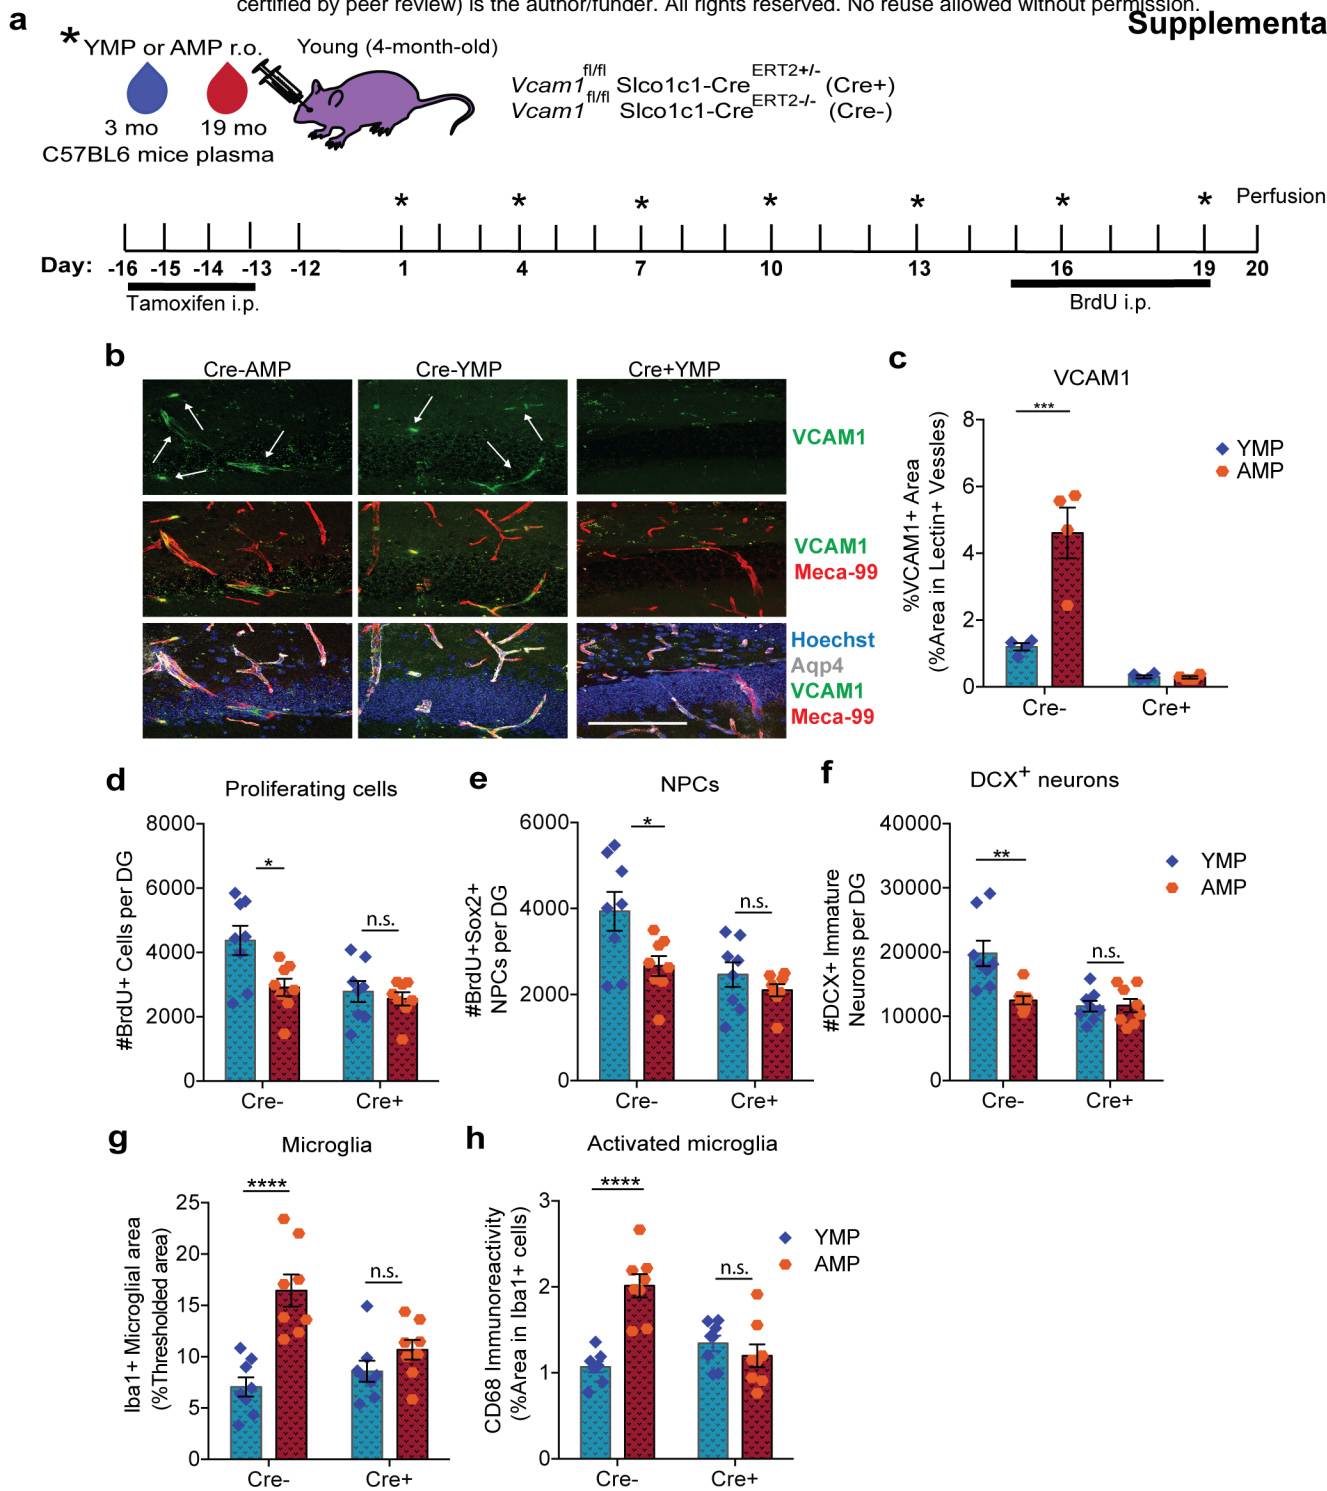 certified by peer review) is the author/funder. All rights reserved. No reuse allowed without permission.
Supplementa
a
* YMP or AMP r.o.
Young (4-month-old)
3 mo 19 mo
C57BL6 mice plasma
Vcam1fl/fl Slco1c1-CreERT2+/- (Cre+)
Vcam1fl/fl Slco1c1-CreERT2-/- (Cre-)
* * * * * * * Perfusion
Day: -16 -15 -14 -13 -12 1 4 7 10 13 16 19 20
Tamoxifen i.p.
BrdU i.p.
b
Cre-AMP Cre-YMP Cre+YMP
VCAM1
VCAM1
Meca-99
Hoechst
Aqp4
VCAM1
Meca-99
c
VCAM1
%VCAM1+ Area
(%Area in Lectin+ Vessles)
8
6
4
2
0
***
Cre- Cre+
YMP
AMP
d
Proliferating cells
#BrdU+ Cells per DG
8000
6000
4000
2000
0
*
n.s.
Cre- Cre+
e
NPCs
#BrdU+Sox2+
NPCs per DG
6000
4000
2000
0
*
n.s.
Cre- Cre+
f
DCX+ neurons
#DCX+ Immature
Neurons per DG
40000
30000
20000
10000
0
**
n.s.
Cre- Cre+
YMP
AMP
g
Microglia
Iba1+ Microglial area
(%Thresholded area)
25
20
15
10
5
0
****
n.s.
Cre- Cre+
h
Activated microglia
CD68 Immunoreactivity
(%Area in Iba1+ cells)
3
2
1
0
****
n.s.
Cre- Cre+
YMP
AMP